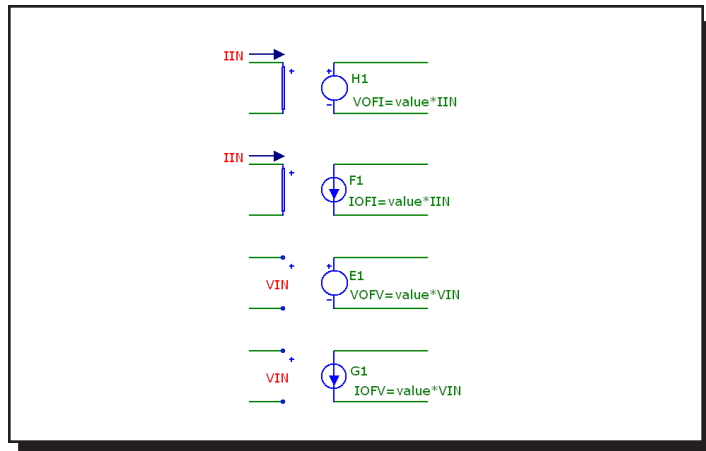 IIN
+
+
H1
-
VOFI=value*IIN
IIN
+
F1
IOFI=value*IIN
+
+
E1
VIN
-
VOFV=value*VIN
+
VIN
G1
IOFV=value*VIN